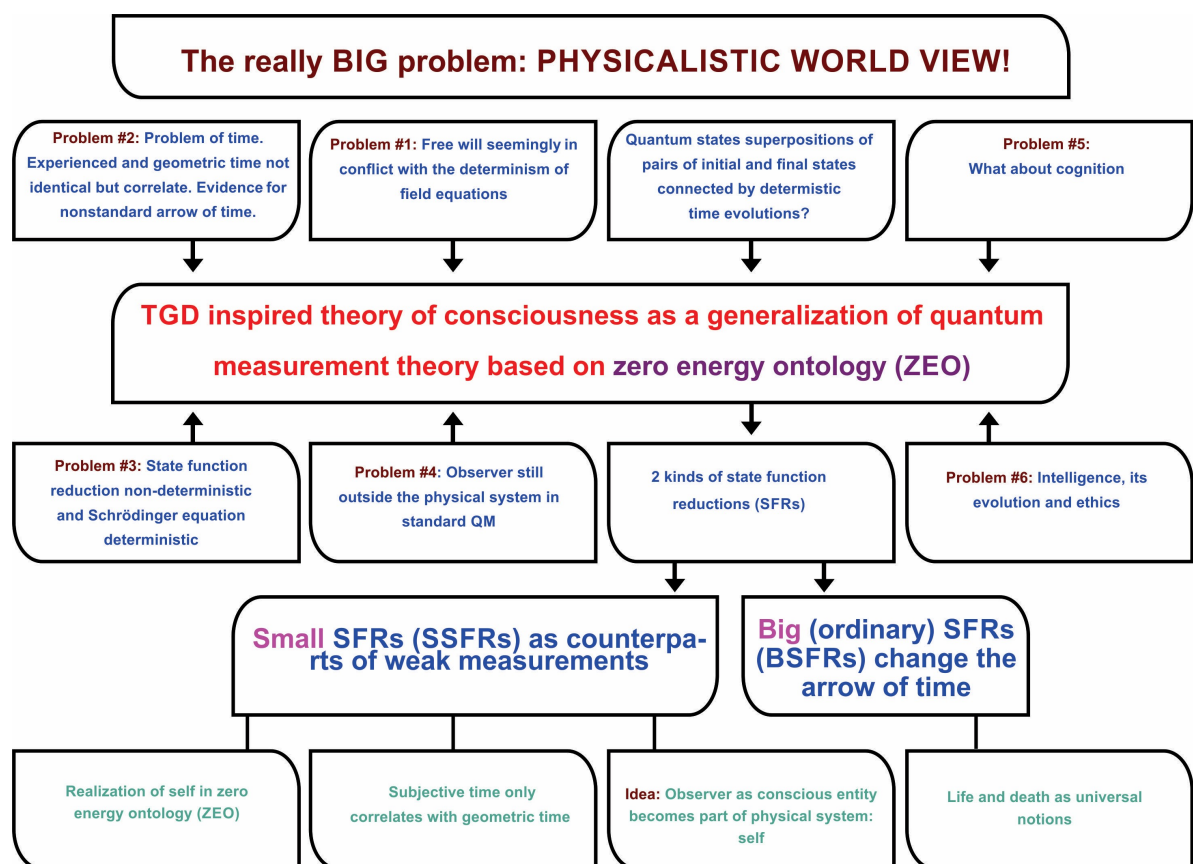 The really BIG problem: PHYSICALISTIC WORLD VIEW!
Problem #2: Problem of time.
Experienced and geometric time not
identical but correlate. Evidence for
nonstandard arrow of time.
Problem #1: Free will seemingly in
conflict with the determinism of
field equations
Quantum states superpositions of
pairs of initial and final states
connected by determistic
time evolutions?
Problem #5:
What about cognition
TGD inspired theory of consciousness as a generalization of quantum
measurement theory based on zero energy ontology (ZEO)
Problem #3: State function
reduction non-deterministic
and Schrödinger equation
deterministic
Problem #4: Observer still
outside the physical system in
standard QM
2 kinds of state function
reductions (SFRs)
Problem #6: Intelligence, its
evolution and ethics
Small SFRs (SSFRs) as counterpa-
rts of weak measurements
Big (ordinary) SFRs
(BSFRs) change the
arrow of time
Realization of self in zero
energy ontology (ZEO)
Subjective time only
correlates with geometric time
Idea: Observer as conscious entity
becomes part of physical system:
self
Life and death as universal
notions